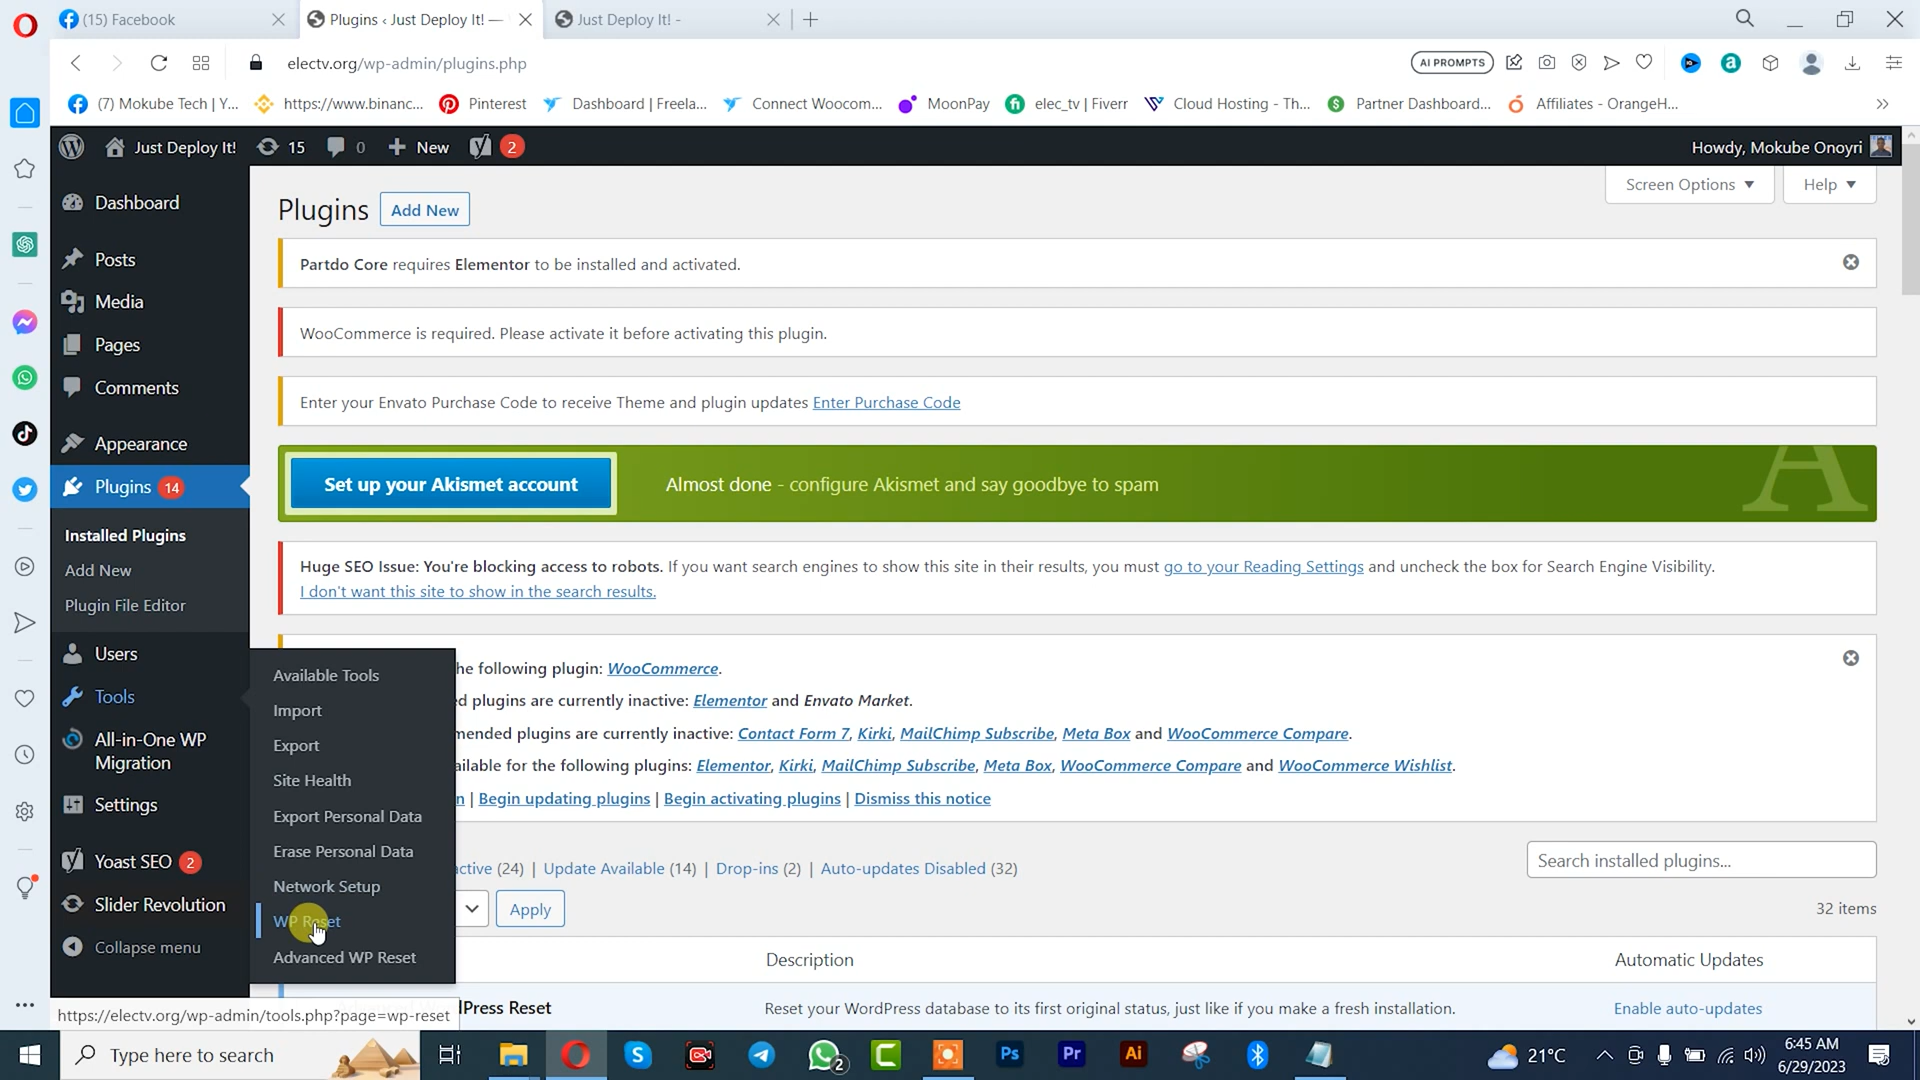 (15) Facebook
Plugins ‹ Just Deploy It! —
Just Deploy It! -
electv.org/wp-admin/plugins.php
AI PROMPTS
(7) Mokube Tech | Y...
https://www.binanc...
Pinterest
Dashboard | Freela...
Connect Woocom...
MoonPay
elec_tv | Fiverr
Cloud Hosting - Th...
Partner Dashboard...
Affiliates - OrangeH...
Just Deploy It!
15
0
New
2
Howdy, Mokube Onoyri
Dashboard
Posts
Media
Pages
Comments
Appearance
Plugins 14
Installed Plugins
Add New
Plugin File Editor
Users
Tools
All-in-One WP
Migration
Settings
Yoast SEO 2
Slider Revolution
Collapse menu
Available Tools
Import
Export
Site Health
Export Personal Data
Erase Personal Data
Network Setup
WP Reset
Advanced WP Reset
Screen Options
Help
Plugins
Add New
Partdo Core requires Elementor to be installed and activated.
WooCommerce is required. Please activate it before activating this plugin.
Enter your Envato Purchase Code to receive Theme and plugin updates Enter Purchase Code
Set up your Akismet account
Almost done - configure Akismet and say goodbye to spam
A
Huge SEO Issue: You're blocking access to robots. If you want search engines to show this site in their results, you must go to your Reading Settings and uncheck the box for Search Engine Visibility.
I don't want this site to show in the search results.
he following plugin: WooCommerce.
d plugins are currently inactive: Elementor and Envato Market.
mended plugins are currently inactive: Contact Form 7, Kirki, MailChimp Subscribe, Meta Box and WooCommerce Compare.
ailable for the following plugins: Elementor, Kirki, MailChimp Subscribe, Meta Box, WooCommerce Compare and WooCommerce Wishlist.
n | Begin updating plugins | Begin activating plugins | Dismiss this notice
active (24) | Update Available (14) | Drop-ins (2) | Auto-updates Disabled (32)
Search installed plugins...
Apply
32 items
Description
Automatic Updates
Press Reset
Reset your WordPress database to its first original status, just like if you make a fresh installation.
Enable auto-updates
https://electv.org/wp-admin/tools.php?page=wp-reset
Type here to search
2
Ps
Pr
Ai
21°C
6:45 AM
6/29/2023